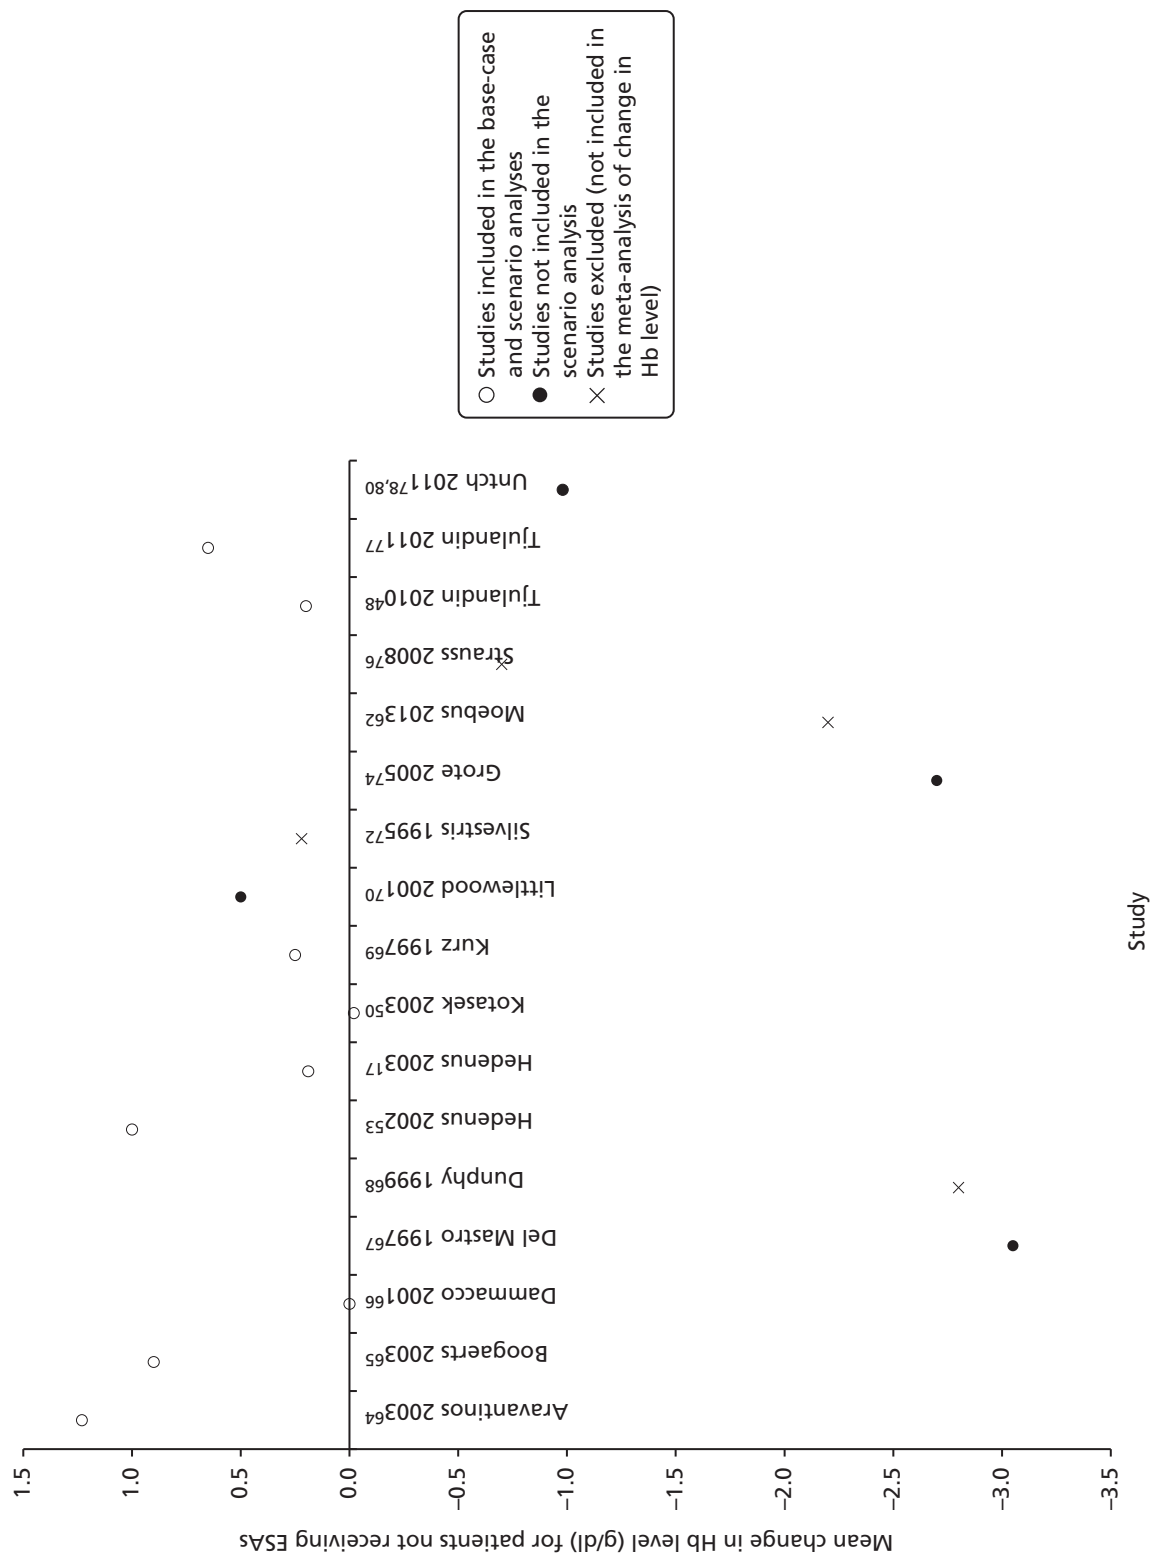 Mean change in Hb level (g/dl) for patients not receiving ESAs
1.5
1.0
0.5
0.0
–0.5
–1.0
–1.5
–2.0
–2.5
–3.0
–3.5
Aravantinos 200364
Boogaerts 200365
Dammacco 200166
Del Mastro 199767
Dunphy 199968
Hedenus 200253
Hedenus 200317
Kotasek 200350
Kurz 199769
Littlewood 200170
Silvestris 199572
Grote 200574
Moebus 201362
Strauss 200876
Tjulandin 201048
Tjulandin 201177
Untch 201178,80
Study
Studies included in the base-case
and scenario analyses
Studies not included in the
scenario analysis
Studies excluded (not included in
the meta-analysis of change in
Hb level)